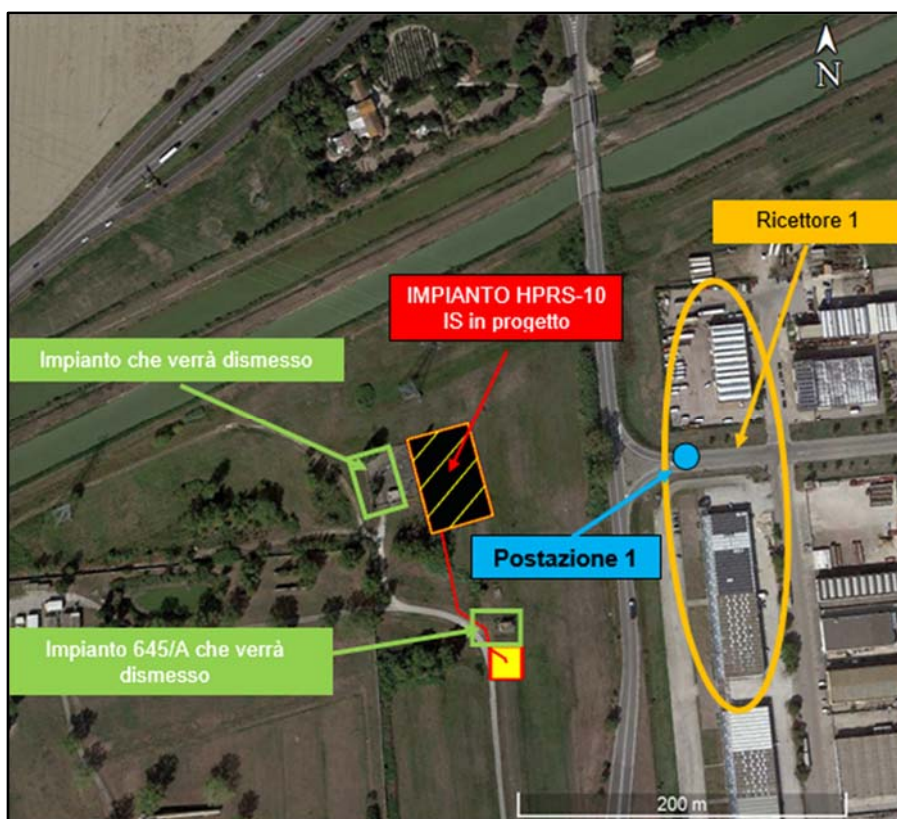 N
Ricettore 1
IMPIANTO HPRS-10
IS in progetto
Impianto che verrà dismesso
Postazione 1
Impianto 645/A che verrà
dismesso
200 m